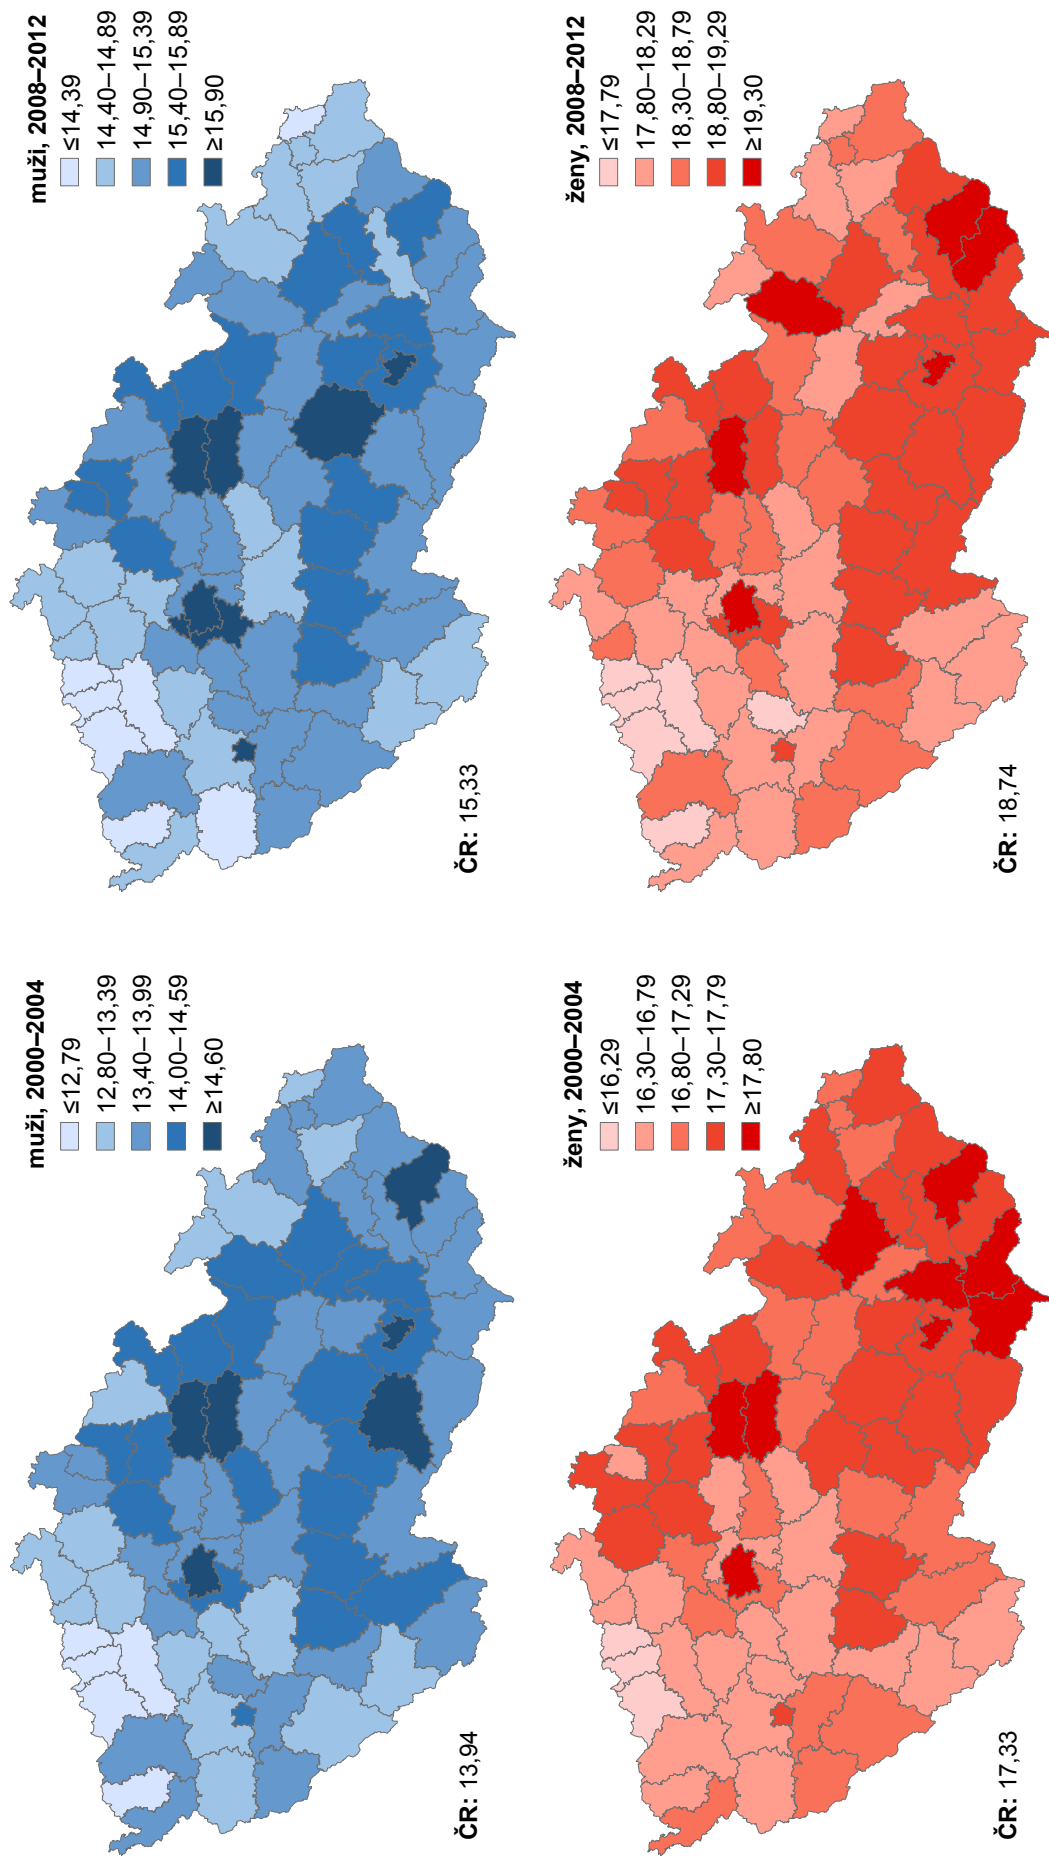 muži, 2000–2004
≤12,79
12,80–13,39
13,40–13,99
14,00–14,59
≥14,60
ČR: 13,94
muži, 2008–2012
≤14,39
14,40–14,89
14,90–15,39
15,40–15,89
≥15,90
ČR: 15,33
ženy, 2000–2004
≤16,29
16,30–16,79
16,80–17,29
17,30–17,79
≥17,80
ČR: 17,33
ženy, 2008–2012
≤17,79
17,80–18,29
18,30–18,79
18,80–19,29
≥19,30
ČR: 18,74